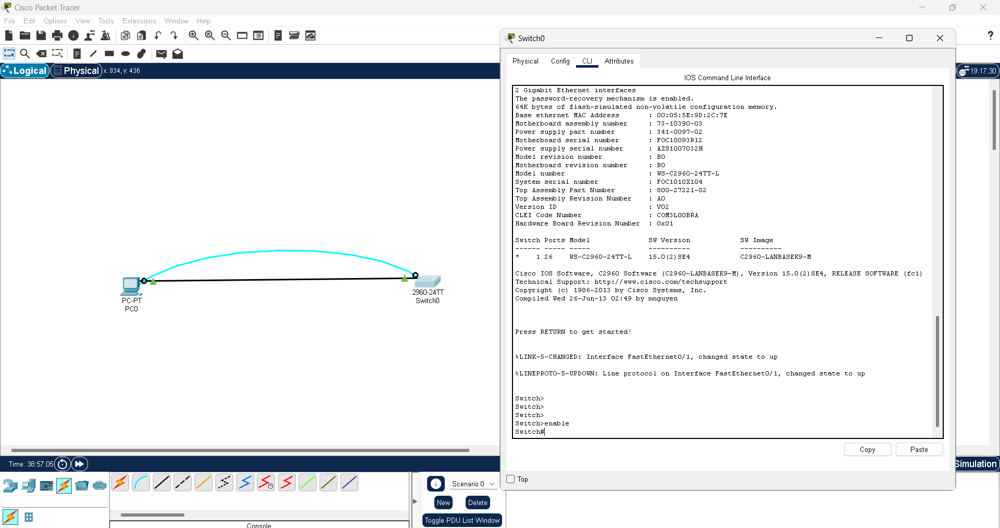 Cisco Packet Tracer
File Edit Options View Tools Extensions Window Help
Logical Physical x: 934, y: 436
19:17:30
PC-PT
PC0
2960-24TT
Switch0
Switch0
Physical Config CLI Attributes
IOS Command Line Interface
2 Gigabit Ethernet interfaces
The password-recovery mechanism is enabled.
64K bytes of flash-simulated non-volatile configuration memory.
Base ethernet MAC Address : 00:05:5E:9D:2C:7E
Motherboard assembly number : 73-10390-03
Power supply part number : 341-0097-02
Motherboard serial number : FOC10093R12
Power supply serial number : AZS1007032H
Model revision number : B0
Motherboard revision number : B0
Model number : WS-C2960-24TT-L
System serial number : FOC1010X104
Top Assembly Part Number : 800-27221-02
Top Assembly Revision Number : A0
Version ID : V02
CLEI Code Number : COM3L00BRA
Hardware Board Revision Number : 0x01
Switch Ports Model SW Version SW Image
------ ----- ----- ---------- ----------
* 1 26 WS-C2960-24TT-L 15.0(2)SE4 C2960-LANBASEK9-M
Cisco IOS Software, C2960 Software (C2960-LANBASEK9-M), Version 15.0(2)SE4, RELEASE SOFTWARE (fc1)
Technical Support: http://www.cisco.com/techsupport
Copyright (c) 1986-2013 by Cisco Systems, Inc.
Compiled Wed 26-Jun-13 02:49 by mnguyen
Press RETURN to get started!
%LINK-5-CHANGED: Interface FastEthernet0/1, changed state to up
%LINEPROTO-5-UPDOWN: Line protocol on Interface FastEthernet0/1, changed state to up
Switch>
Switch>
Switch>
Switch>enable
Switch#
Copy Paste
Top
Time: 38:57:05
Simulation
Scenario 0
New Delete
Toggle PDU List Window
Console